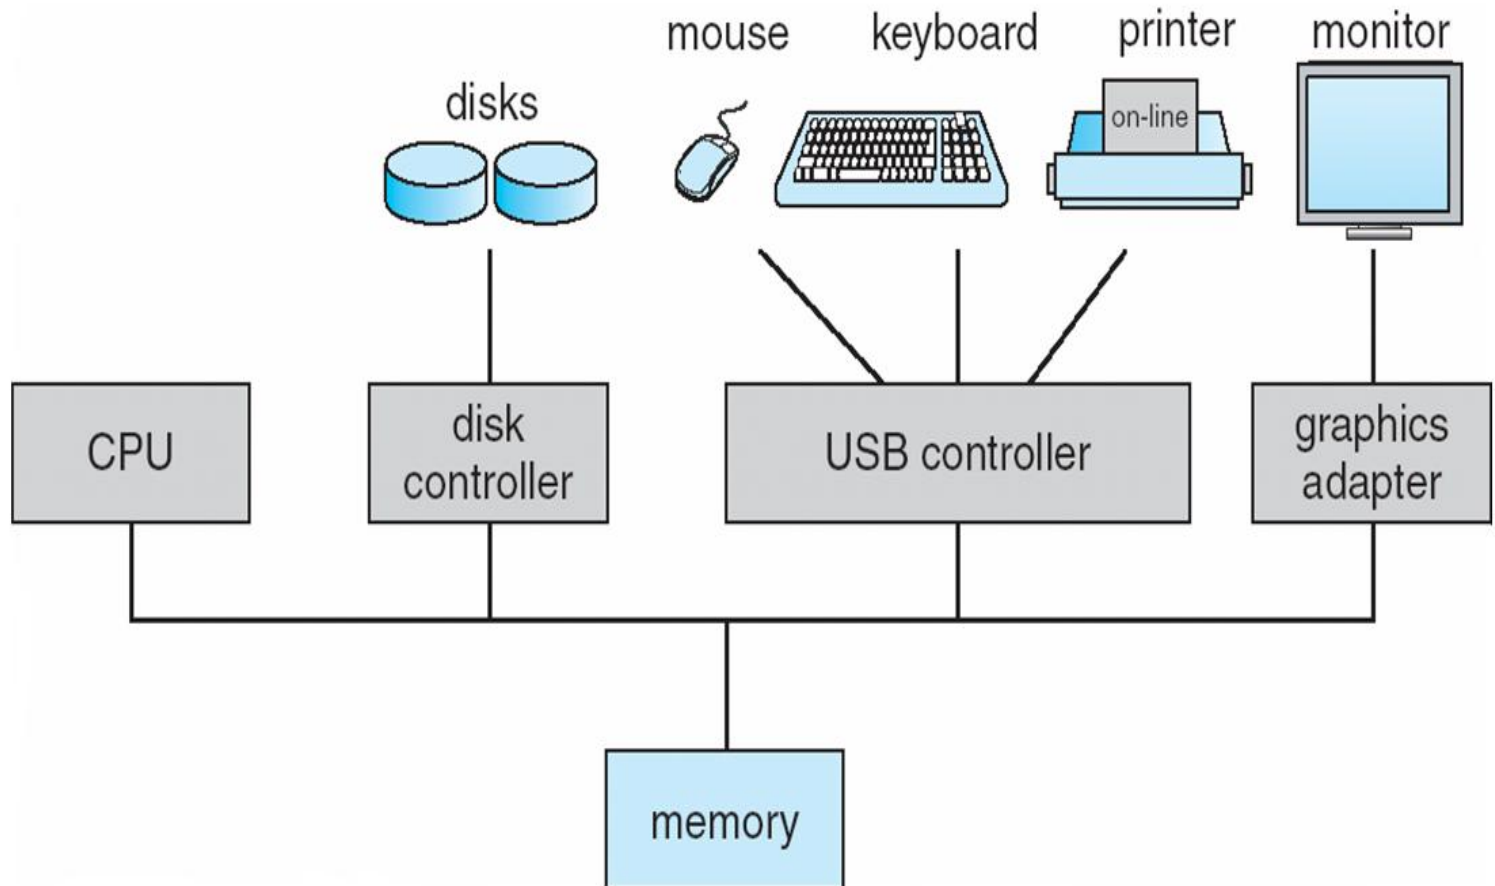 mouse
keyboard
printer
monitor
disks
on-line
CPU
disk
controller
USB controller
graphics
adapter
memory